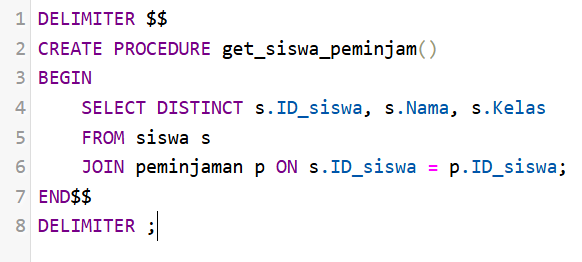 1 DELIMITER $$
2 CREATE PROCEDURE get_siswa_peminjam()
3 BEGIN
4     SELECT DISTINCT s.ID_siswa, s.Nama, s.Kelas
5     FROM siswa s
6     JOIN peminjaman p ON s.ID_siswa = p.ID_siswa;
7 END$$
8 DELIMITER ;